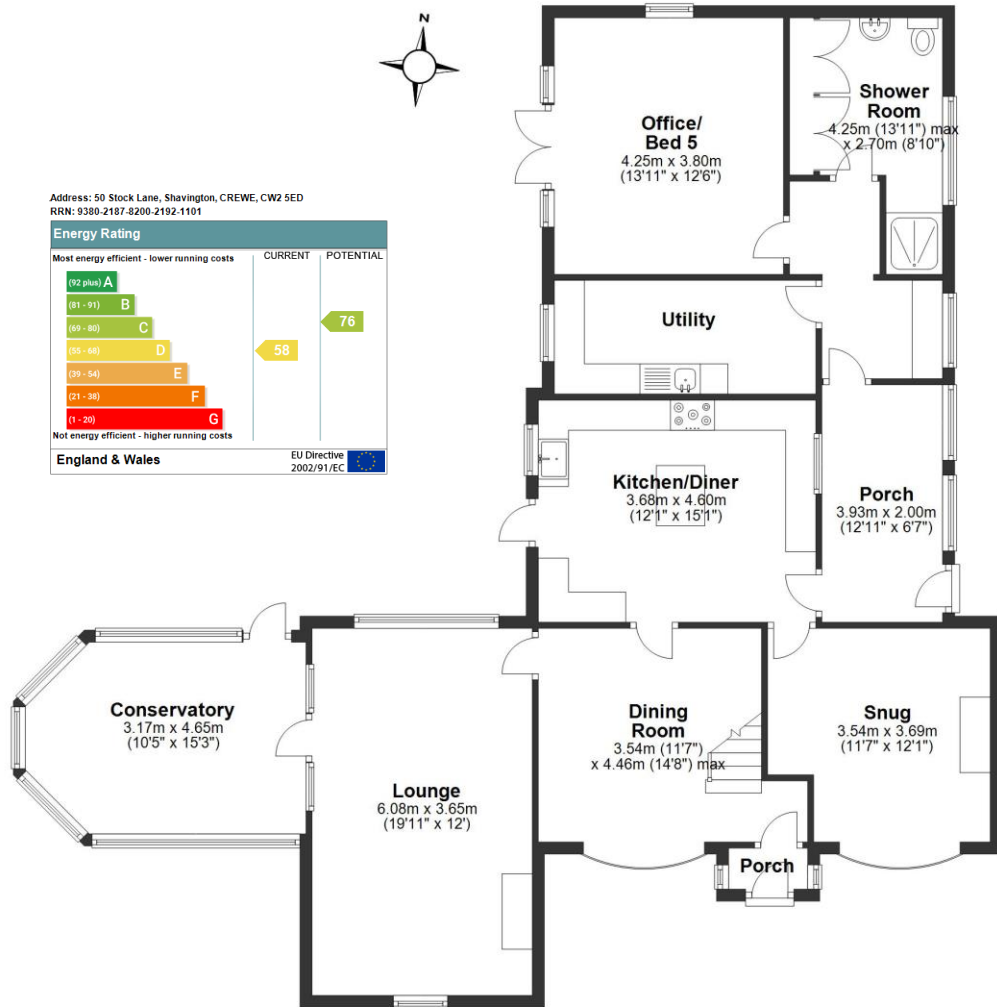 N
Office/
Bed 5
4.25m x 3.80m
(13'11" x 12'6")
Shower
Room
4.25m (13'11") max
x 2.70m (8'10")
Address: 50 Stock Lane, Shavington, CREWE, CW2 5ED
RRN: 9380-2187-8200-2192-1101
Energy Rating
Most energy efficient - lower running costs
CURRENT
POTENTIAL
(92 plus) A
(81 - 91) B
(69 - 80) C
(55 - 68) D
(39 - 54) E
(21 - 38) F
(1 - 20) G
58
76
Not energy efficient - higher running costs
England & Wales
EU Directive
2002/91/EC
Utility
Kitchen/Diner
3.68m x 4.60m
(12'1" x 15'1")
Porch
3.93m x 2.00m
(12'11" x 6'7")
Conservatory
3.17m x 4.65m
(10'5" x 15'3")
Lounge
6.08m x 3.65m
(19'11" x 12')
Dining
Room
3.54m (11'7")
x 4.46m (14'8") max
Snug
3.54m x 3.69m
(11'7" x 12'1")
Porch